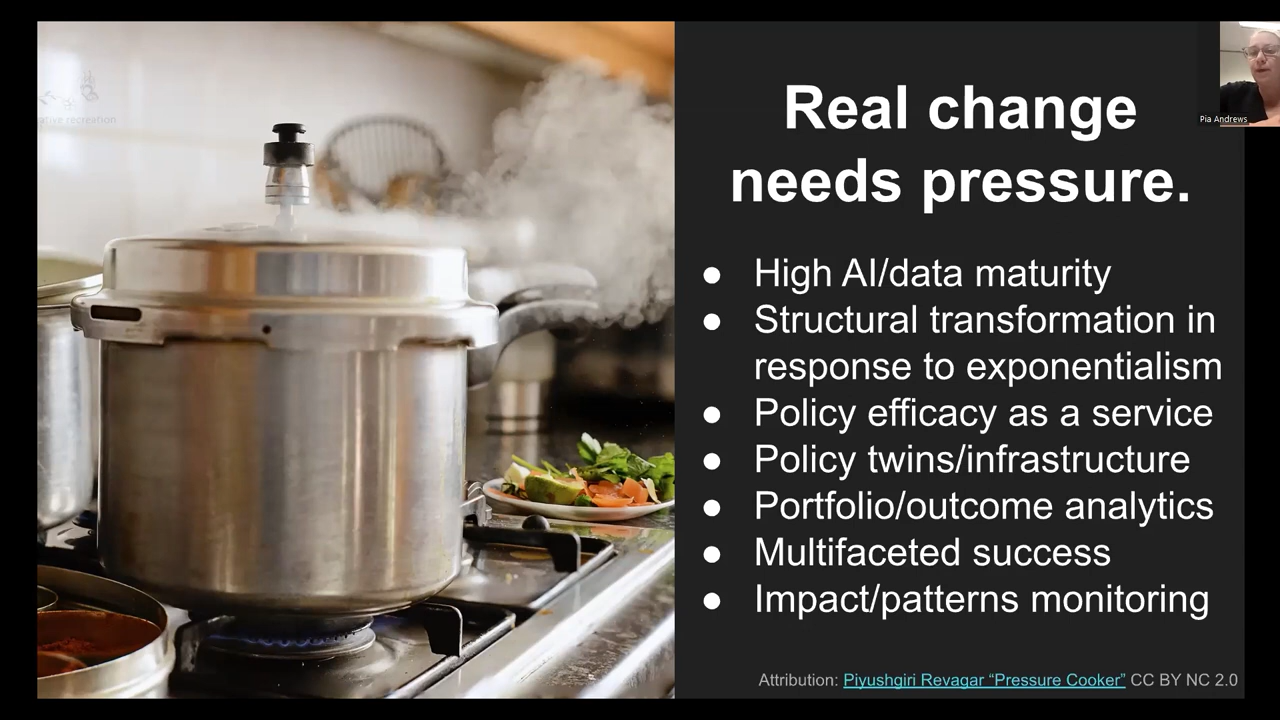 Real change
needs pressure.
● High AI/data maturity
● Structural transformation in
response to exponentialism
● Policy efficacy as a service
● Policy twins/infrastructure
● Portfolio/outcome analytics
● Multifaceted success
● Impact/patterns monitoring
Attribution: Piyushgiri Revagar “Pressure Cooker” CC BY NC 2.0
Pia Andrews
recreation